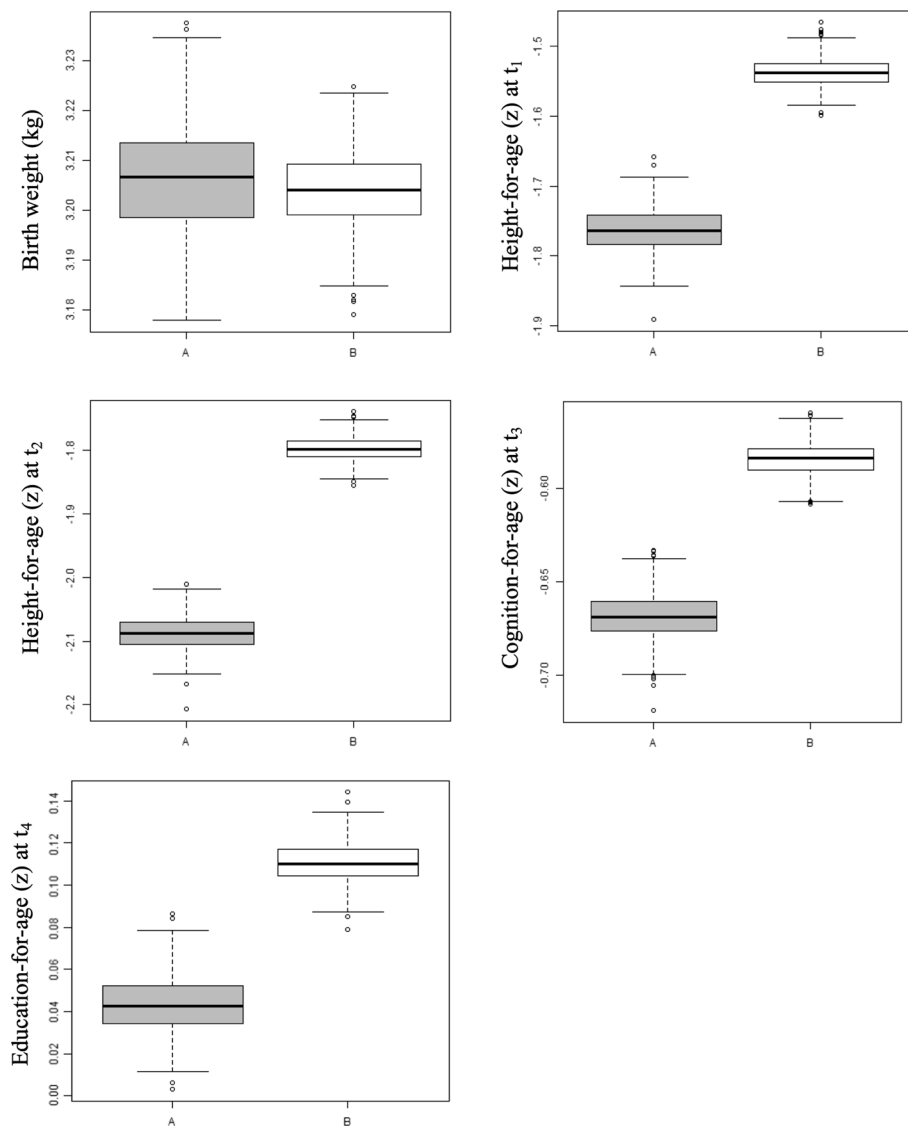 Birth weight (kg)
3.23
3.22
3.21
3.20
3.19
3.18
A
B
Height-for-age (z) at t1
-1.5
-1.6
-1.7
-1.8
-1.9
A
B
Height-for-age (z) at t2
-1.8
-1.9
-2.0
-2.1
-2.2
A
B
Cognition-for-age (z) at t3
-0.60
-0.65
-0.70
A
B
Education-for-age (z) at t4
0.14
0.12
0.10
0.08
0.06
0.04
0.02
0.00
A
B